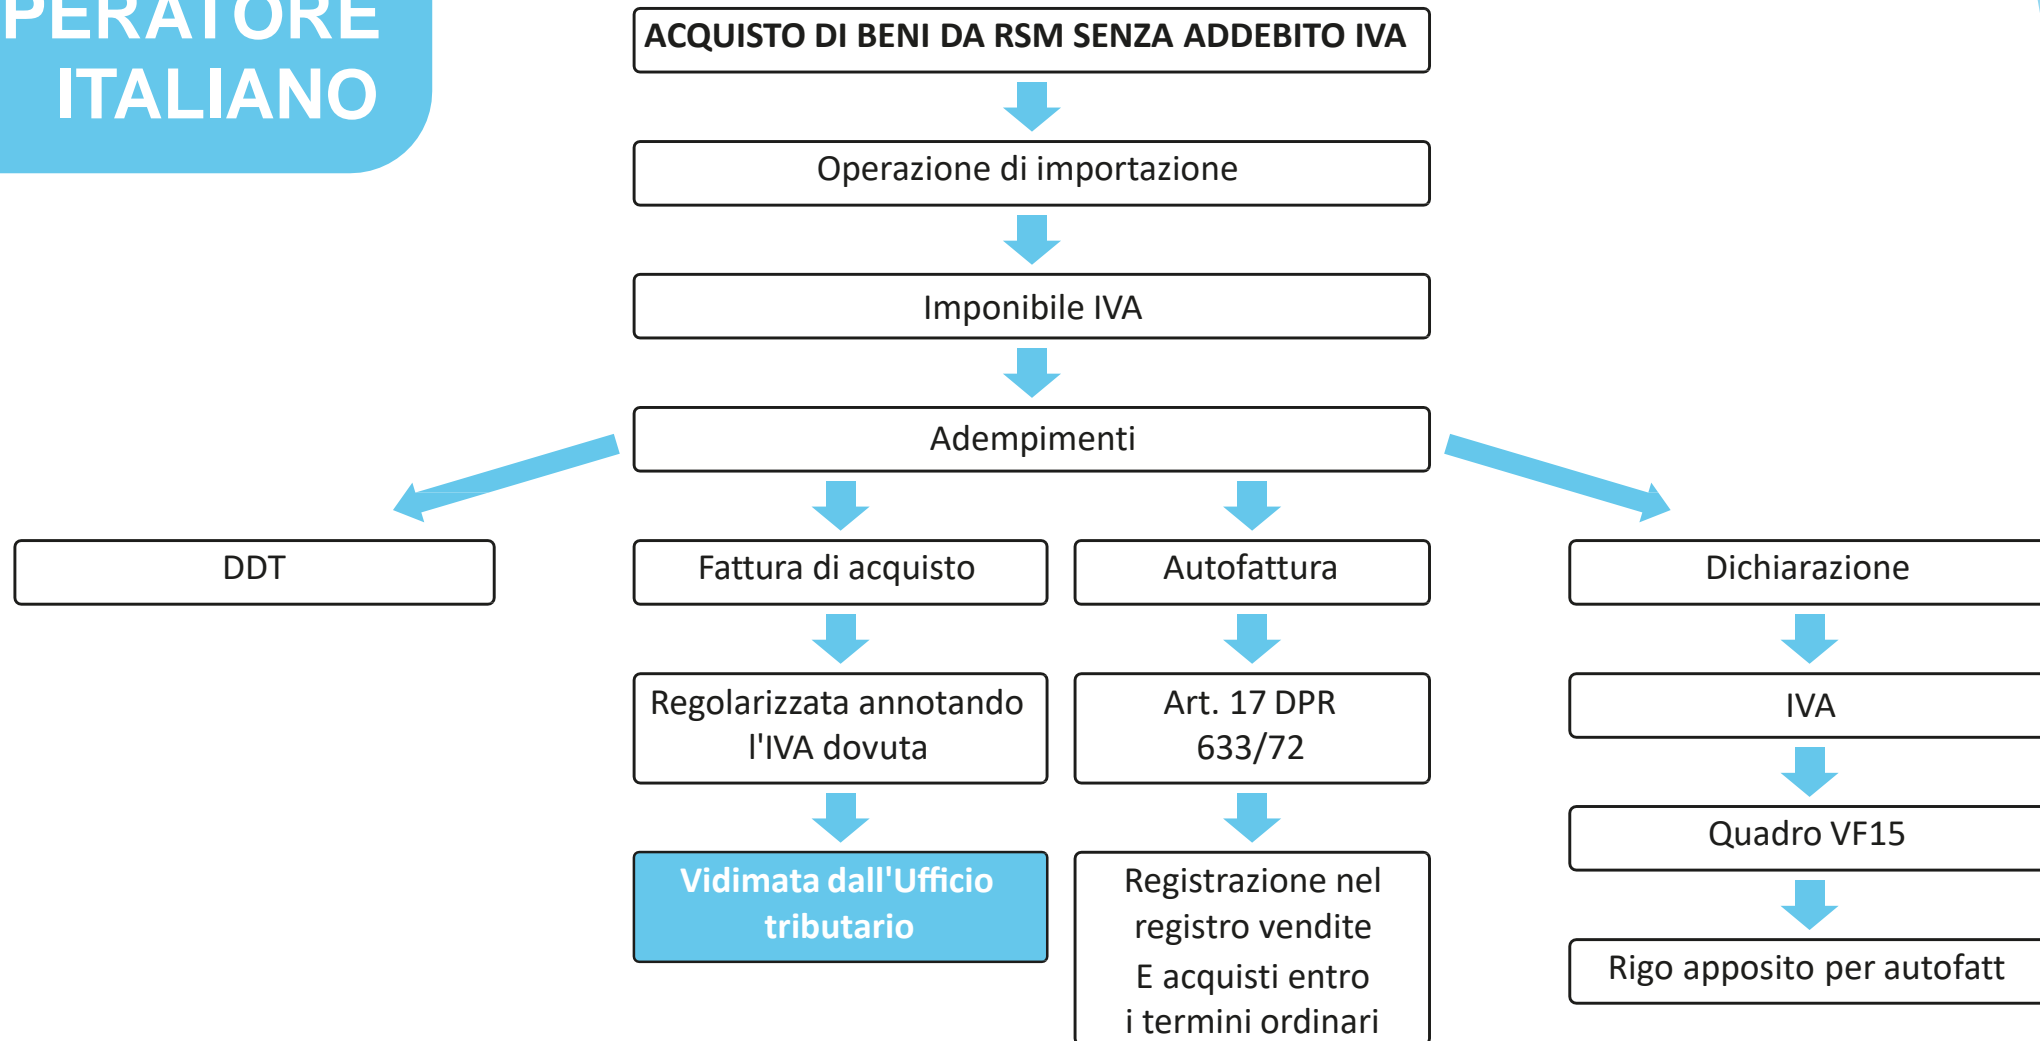 PERATORE
ITALIANO
ACQUISTO DI BENI DA RSM SENZA ADDEBITO IVA
Operazione di importazione
Imponibile IVA
Adempimenti
DDT
Fattura di acquisto
Autofattura
Dichiarazione
Regolarizzata annotando
l'IVA dovuta
Art. 17 DPR
633/72
IVA
Quadro VF15
Vidimata dall'Ufficio
tributario
Registrazione nel
registro vendite
E acquisti entro
i termini ordinari
Rigo apposito per autofatt